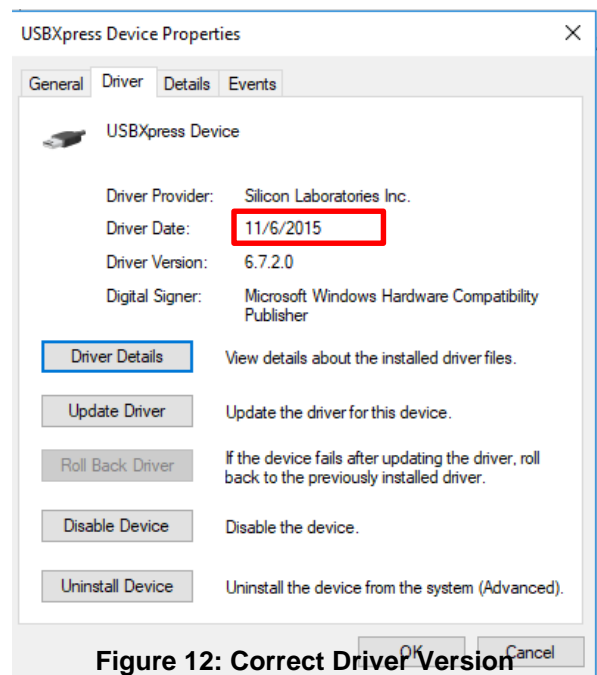 USBXpress Device Properties
General Driver Details Events
USBXpress Device
Driver Provider: Silicon Laboratories Inc.
Driver Date: 11/6/2015
Driver Version: 6.7.2.0
Digital Signer: Microsoft Windows Hardware Compatibility
Publisher
Driver Details View details about the installed driver files.
Update Driver Update the driver for this device.
Roll Back Driver If the device fails after updating the driver, roll
back to the previously installed driver.
Disable Device Disable the device.
Uninstall Device Uninstall the device from the system (Advanced).
OK Cancel
Figure 12: Correct Driver Version